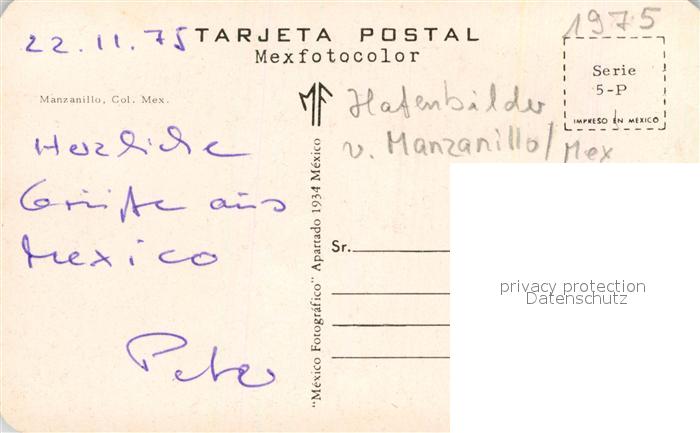 1975
22.11.75
TARJETA POSTAL
Mexfotocolor
Serie
5-P
IMPRESO EN MEXICO
Manzanillo, Col. Mex.
MF
Hafenbilder
v. Manzanillo/Mex
Herzliche
Grüße aus
Mexico
Peter
"México Fotográfico" Apartado 1934 México
Sr.
privacy protection
Datenschutz